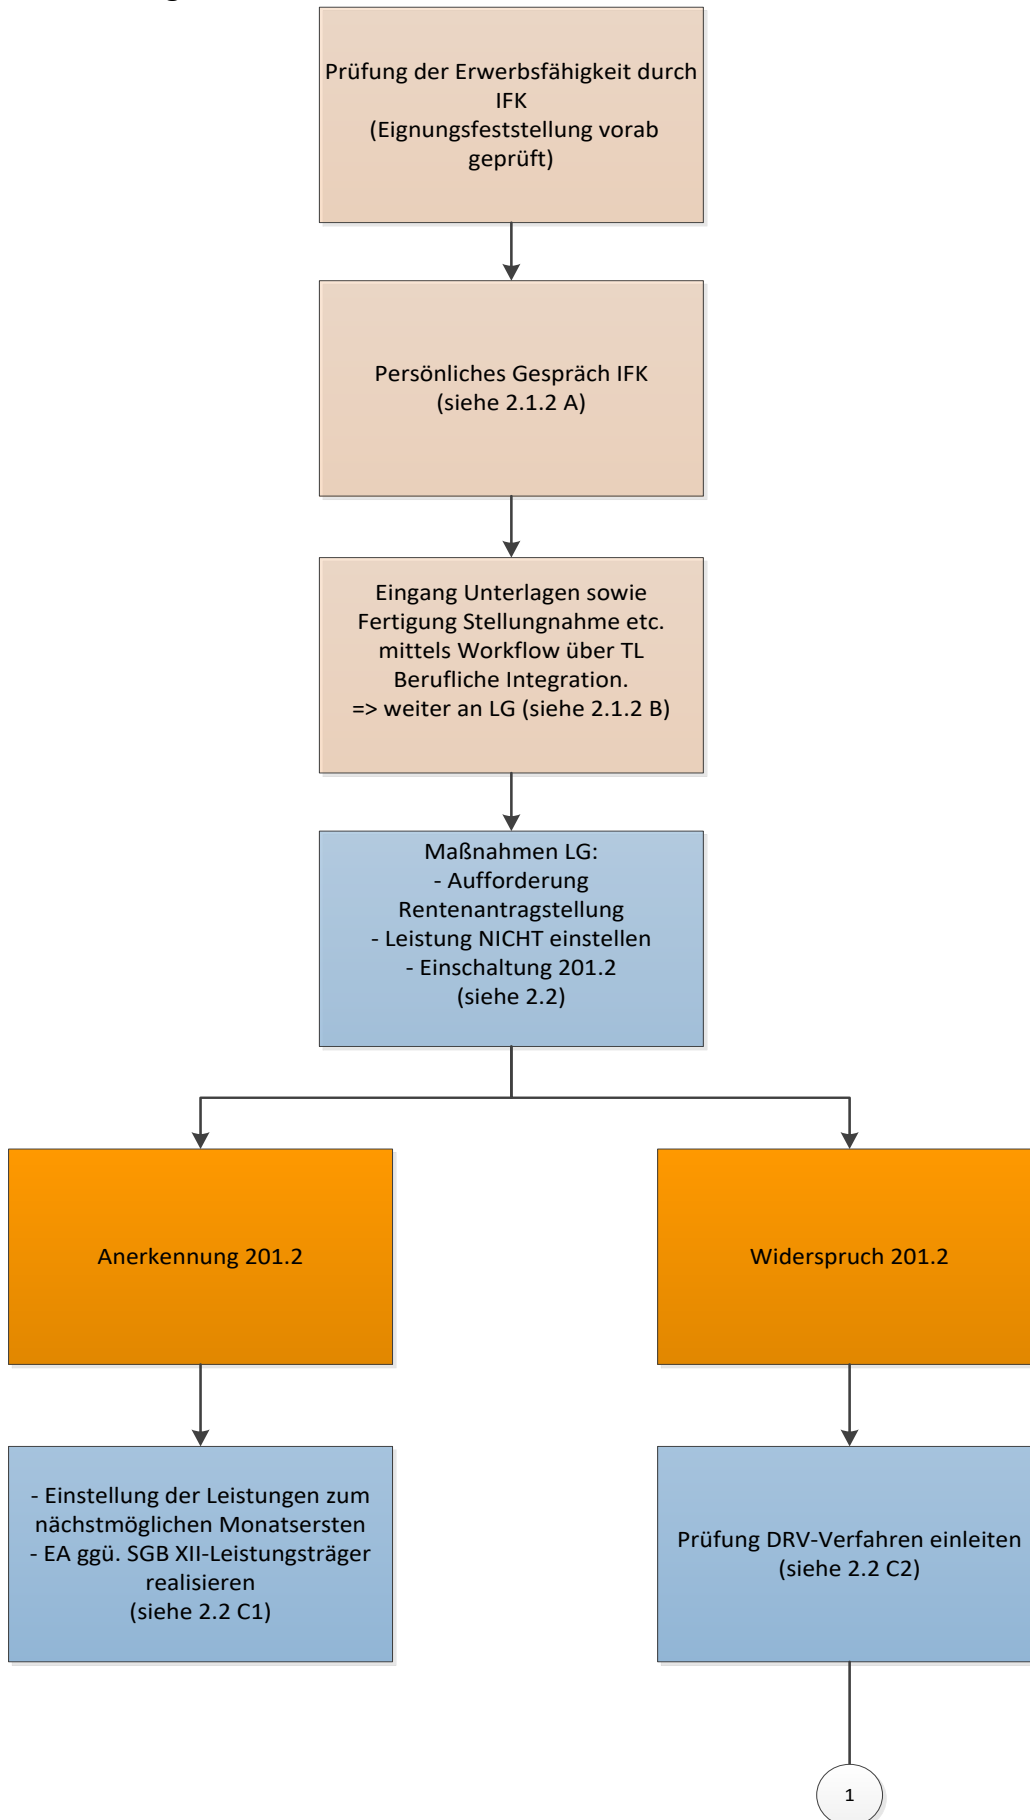 Prüfung der Erwerbsfähigkeit durch
IFK
(Eignungsfeststellung vorab
geprüft)
Persönliches Gespräch IFK
(siehe 2.1.2 A)
Eingang Unterlagen sowie
Fertigung Stellungnahme etc.
mittels Workflow über TL
Berufliche Integration.
=> weiter an LG (siehe 2.1.2 B)
Maßnahmen LG:
- Aufforderung
Rentenantragstellung
- Leistung NICHT einstellen
- Einschaltung 201.2
(siehe 2.2)
Anerkennung 201.2
Widerspruch 201.2
- Einstellung der Leistungen zum
nächstmöglichen Monatsersten
- EA ggü. SGB XII-Leistungsträger
realisieren
(siehe 2.2 C1)
Prüfung DRV-Verfahren einleiten
(siehe 2.2 C2)
1